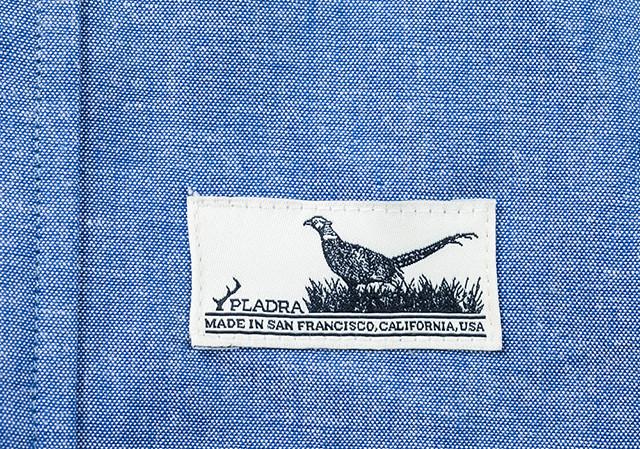 PLADRA
MADE IN SAN FRANCISCO, CALIFORNIA, USA